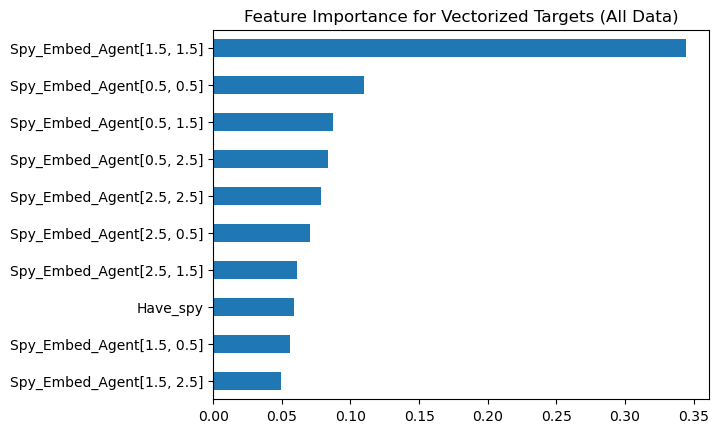 Feature Importance for Vectorized Targets (All Data)
Spy_Embed_Agent[1.5, 1.5]
Spy_Embed_Agent[0.5, 0.5]
Spy_Embed_Agent[0.5, 1.5]
Spy_Embed_Agent[0.5, 2.5]
Spy_Embed_Agent[2.5, 2.5]
Spy_Embed_Agent[2.5, 0.5]
Spy_Embed_Agent[2.5, 1.5]
Have_spy
Spy_Embed_Agent[1.5, 0.5]
Spy_Embed_Agent[1.5, 2.5]
0.00 0.05 0.10 0.15 0.20 0.25 0.30 0.35